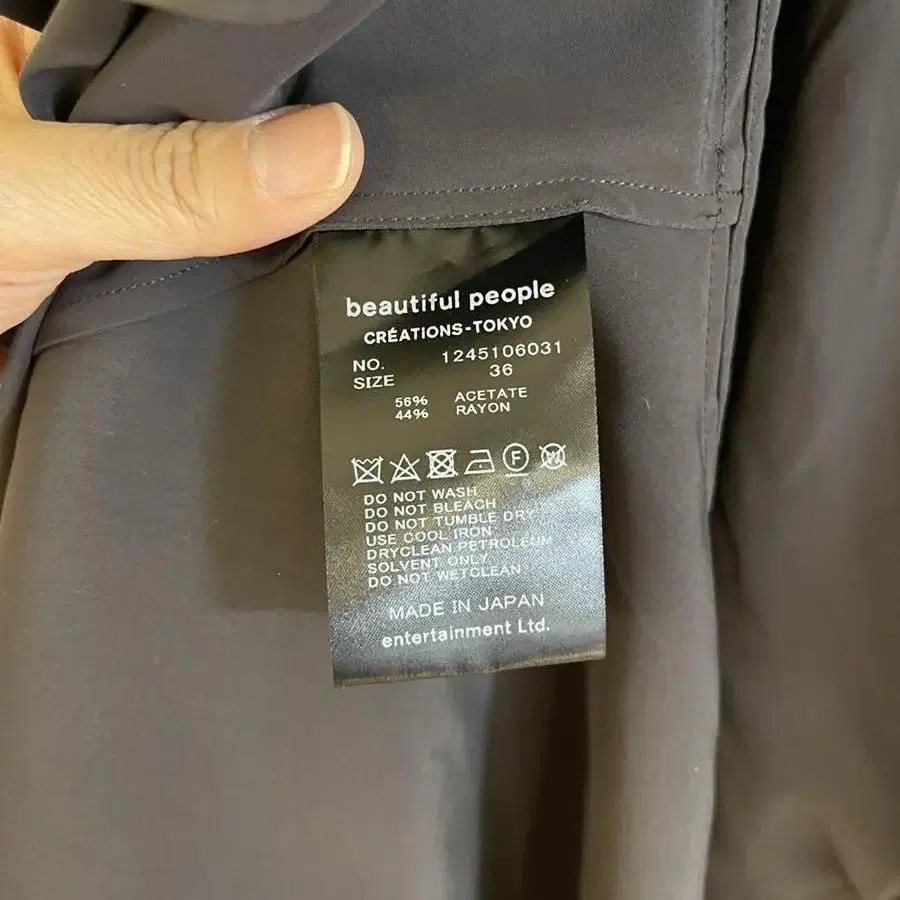 beautiful people
CRÉATIONS-TOKYO
NO. 1245106031
SIZE 36
56% ACETATE
44% RAYON
F W
DO NOT WASH
DO NOT BLEACH
DO NOT TUMBLE DRY
USE COOL IRON
DRYCLEAN PETROLEUM
SOLVENT ONLY
DO NOT WETCLEAN
MADE IN JAPAN
entertainment Ltd.